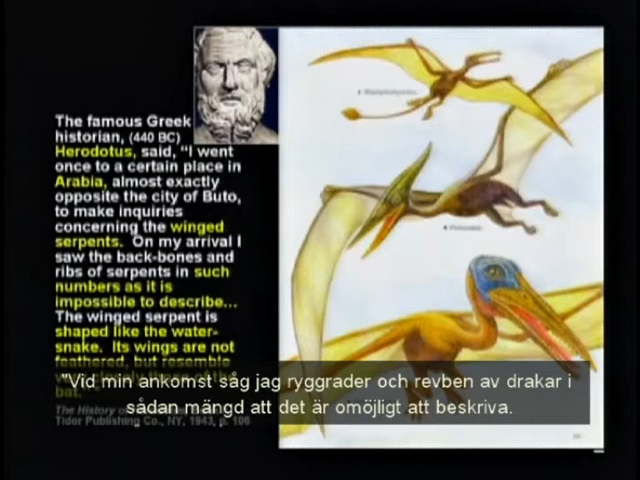 The famous Greek
historian, (440 BC)
Herodotus, said, "I went
once to a certain place in
Arabia, almost exactly
opposite the city of Buto,
to make inquiries
concerning the winged
serpents. On my arrival I
saw the back-bones and
ribs of serpents in such
numbers as it is
impossible to describe...
The winged serpent is
shaped like the water-
snake. Its wings are not
feathered, but resemble
bat.
The History of
Tidor Publishing Co., NY, 1943, p. 106
"Vid min ankomst såg jag ryggrader och revben av drakar i
sådan mängd att det är omöjligt att beskriva.